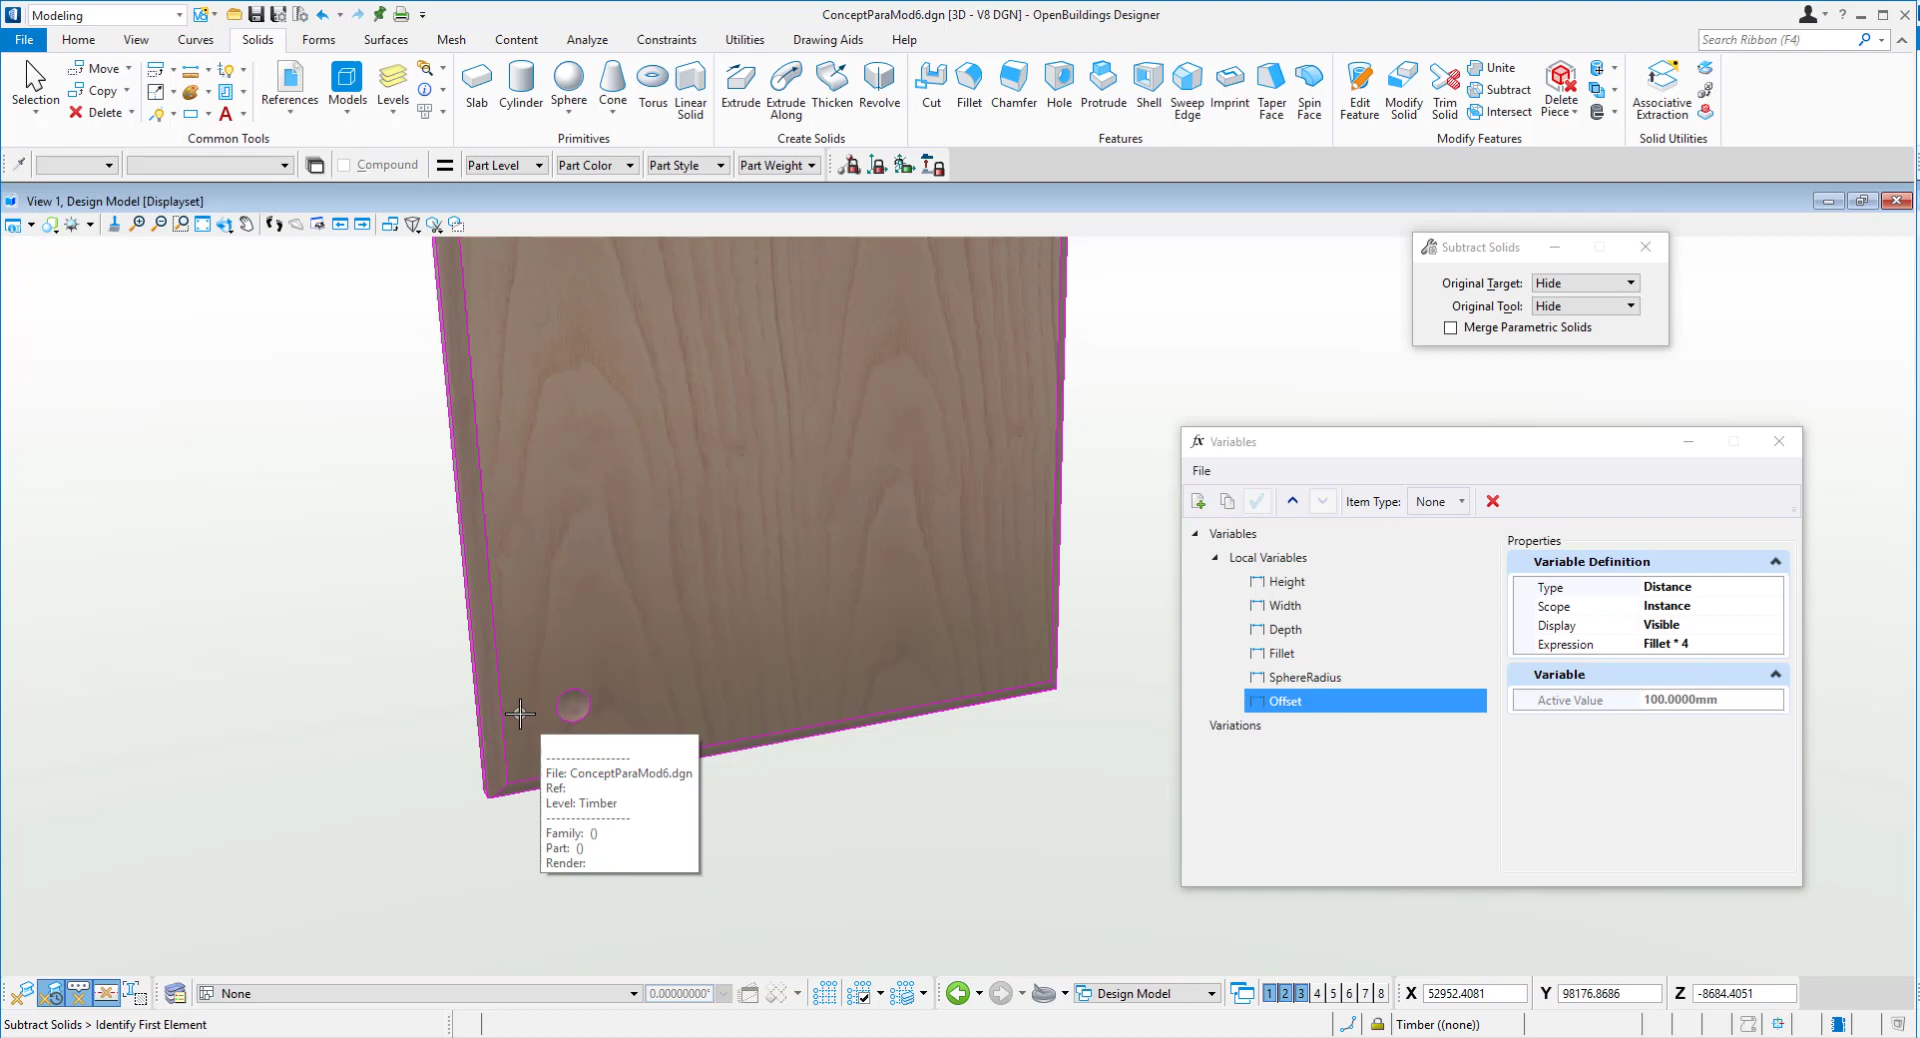 Modeling
ConceptParaMod6.dgn [3D - V8 DGN] - OpenBuildings Designer
File Home View Curves Solids Forms Surfaces Mesh Content Analyze Constraints Utilities Drawing Aids Help
Search Ribbon (F4)
Selection
Move
Copy
Delete
References
Models
Levels
Common Tools
Slab
Cylinder
Sphere
Cone
Torus
Linear Solid
Primitives
Extrude
Extrude Along
Thicken
Revolve
Create Solids
Cut
Fillet
Chamfer
Hole
Protrude
Shell
Sweep Edge
Imprint
Taper Face
Spin Face
Features
Edit Feature
Modify Solid
Trim Solid
Unite
Subtract
Intersect
Delete Piece
Modify Features
Associative Extraction
Solid Utilities
Compound
Part Level
Part Color
Part Style
Part Weight
View 1, Design Model [Displayset]
Subtract Solids
Original Target: Hide
Original Tool: Hide
Merge Parametric Solids
fx Variables
File
Item Type: None
Variables
Local Variables
Height
Width
Depth
Fillet
SphereRadius
Offset
Variations
Properties
Variable Definition
Type Distance
Scope Instance
Display Visible
Expression Fillet * 4
Variable
Active Value 100.0000mm
-----------------
File: ConceptParaMod6.dgn
Ref:
Level: Timber
-----------------
Family: ()
Part: ()
Render:
None
0.00000000°
Design Model
1 2 3 4 5 6 7 8
X 52952.4081
Y 98176.8686
Z -8684.4051
Subtract Solids > Identify First Element
Timber ((none))